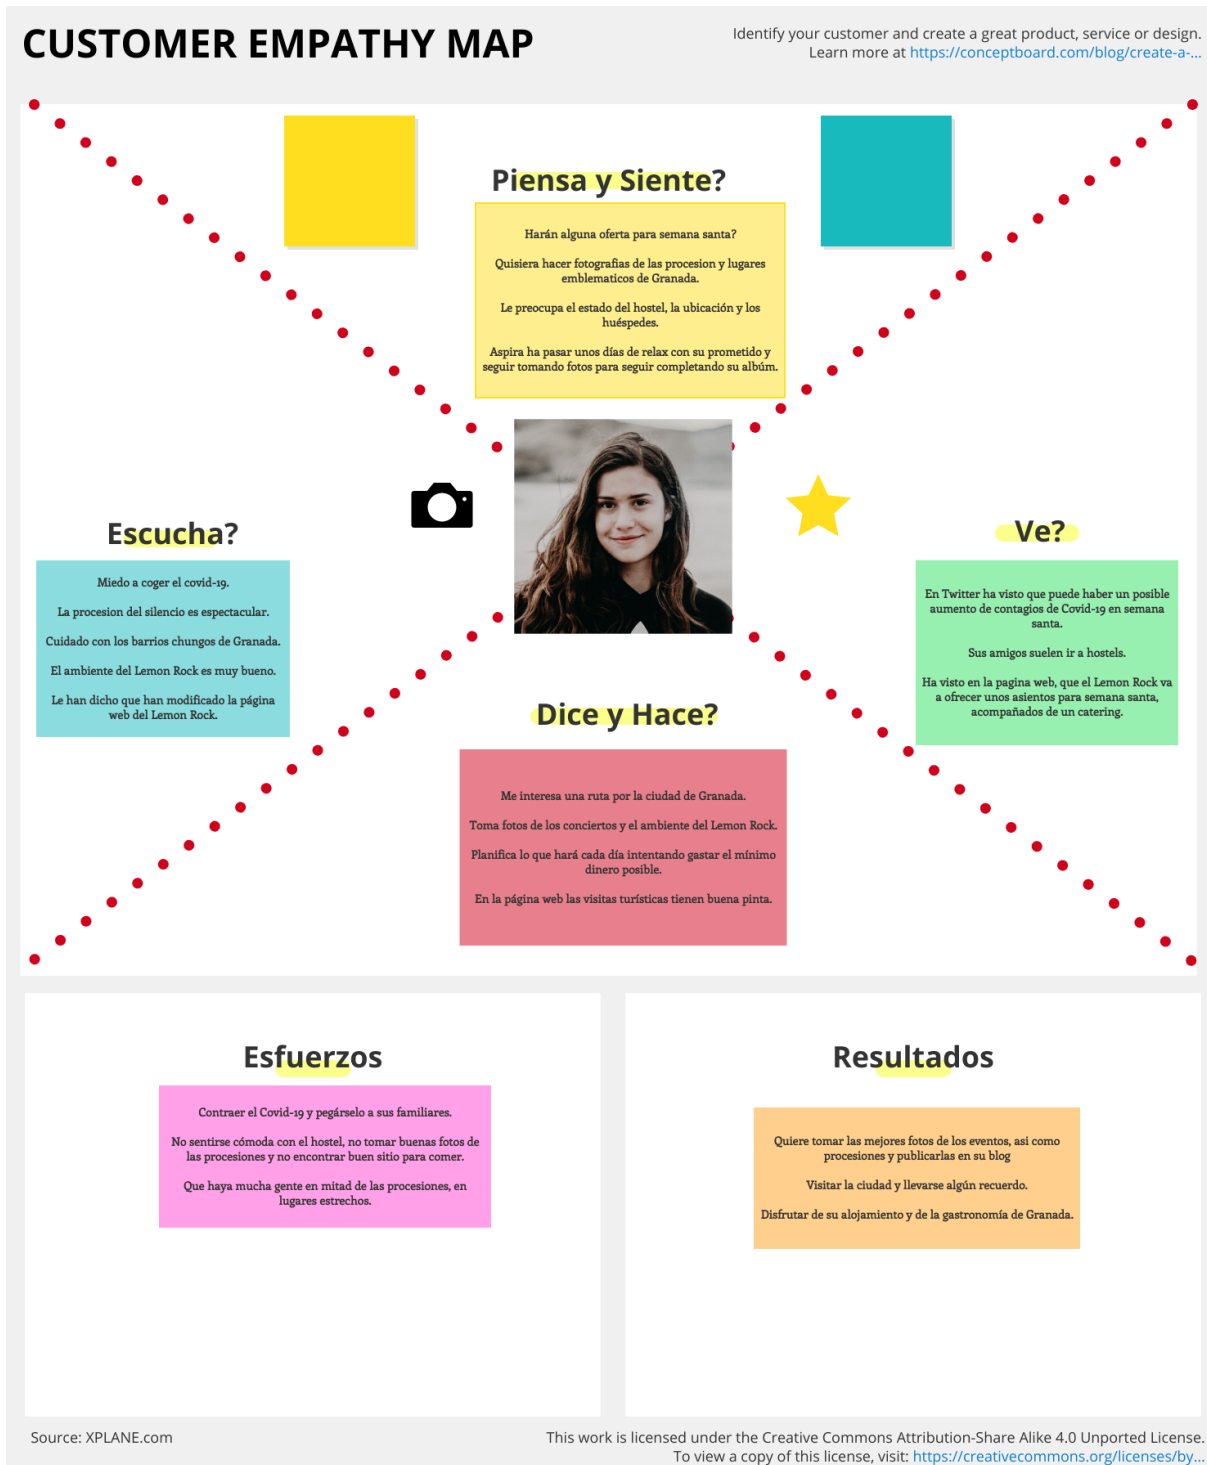 CUSTOMER EMPATHY MAP
Identify your customer and create a great product, service or design.
Learn more at https://conceptboard.com/blog/create-a-...
Piensa y Siente?
Harán alguna oferta para semana santa?
Quisiera hacer fotografias de las procesion y lugares
emblematicos de Granada.
Le preocupa el estado del hostel, la ubicación y los
huéspedes.
Aspira ha pasar unos días de relax con su prometido y
seguir tomando fotos para seguir completando su albúm.
Escucha?
Miedo a coger el covid-19.
La procesion del silencio es espectacular.
Cuidado con los barrios chungos de Granada.
El ambiente del Lemon Rock es muy bueno.
Le han dicho que han modificado la página
web del Lemon Rock.
Ve?
En Twitter ha visto que puede haber un posible
aumento de contagios de Covid-19 en semana
santa.
Sus amigos suelen ir a hostels.
Ha visto en la pagina web, que el Lemon Rock va
a ofrecer unos asientos para semana santa,
acompañados de un catering.
Dice y Hace?
Me interesa una ruta por la ciudad de Granada.
Toma fotos de los conciertos y el ambiente del Lemon Rock.
Planifica lo que hará cada día intentando gastar el mínimo
dinero posible.
En la página web las visitas turísticas tienen buena pinta.
Esfuerzos
Contraer el Covid-19 y pegárselo a sus familiares.
No sentirse cómoda con el hostel, no tomar buenas fotos de
las procesiones y no encontrar buen sitio para comer.
Que haya mucha gente en mitad de las procesiones, en
lugares estrechos.
Resultados
Quiere tomar las mejores fotos de los eventos, asi como
procesiones y publicarlas en su blog
Visitar la ciudad y llevarse algún recuerdo.
Disfrutar de su alojamiento y de la gastronomía de Granada.
Source: XPLANE.com
This work is licensed under the Creative Commons Attribution-Share Alike 4.0 Unported License.
To view a copy of this license, visit: https://creativecommons.org/licenses/by...